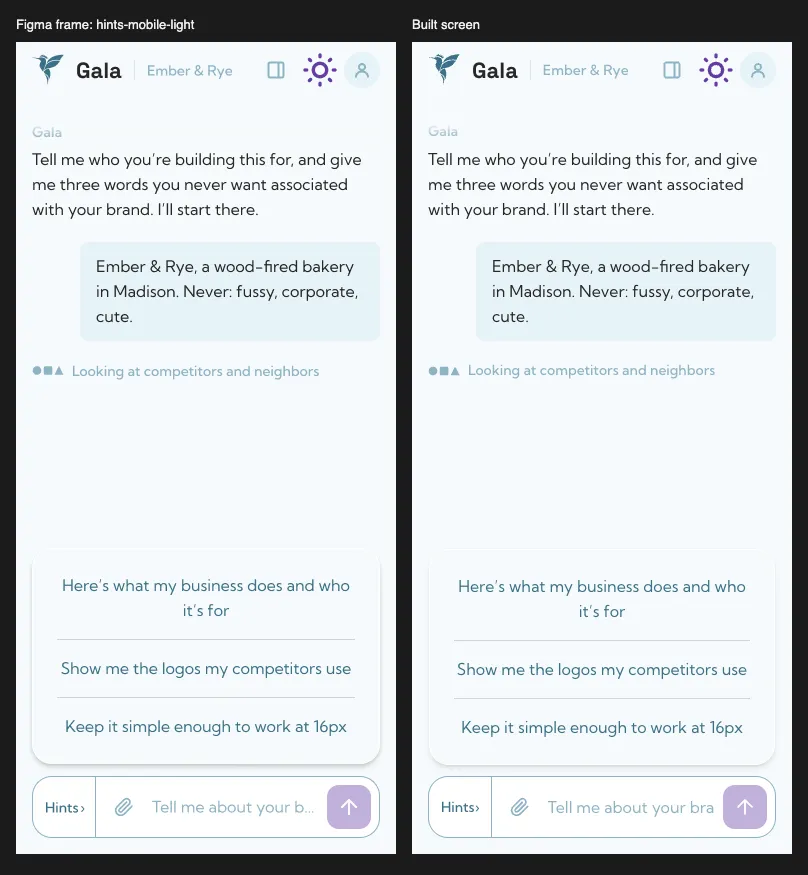 Figma frame: hints-mobile-light
Gala
Ember & Rye
Gala
Tell me who you’re building this for, and give
me three words you never want associated
with your brand. I’ll start there.
Ember & Rye, a wood-fired bakery
in Madison. Never: fussy, corporate,
cute.
Looking at competitors and neighbors
Here’s what my business does and who
it’s for
Show me the logos my competitors use
Keep it simple enough to work at 16px
Hints›
Tell me about your b...
Built screen
Gala
Ember & Rye
Gala
Tell me who you’re building this for, and give
me three words you never want associated
with your brand. I’ll start there.
Ember & Rye, a wood-fired bakery
in Madison. Never: fussy, corporate,
cute.
Looking at competitors and neighbors
Here’s what my business does and who
it’s for
Show me the logos my competitors use
Keep it simple enough to work at 16px
Hints›
Tell me about your bra